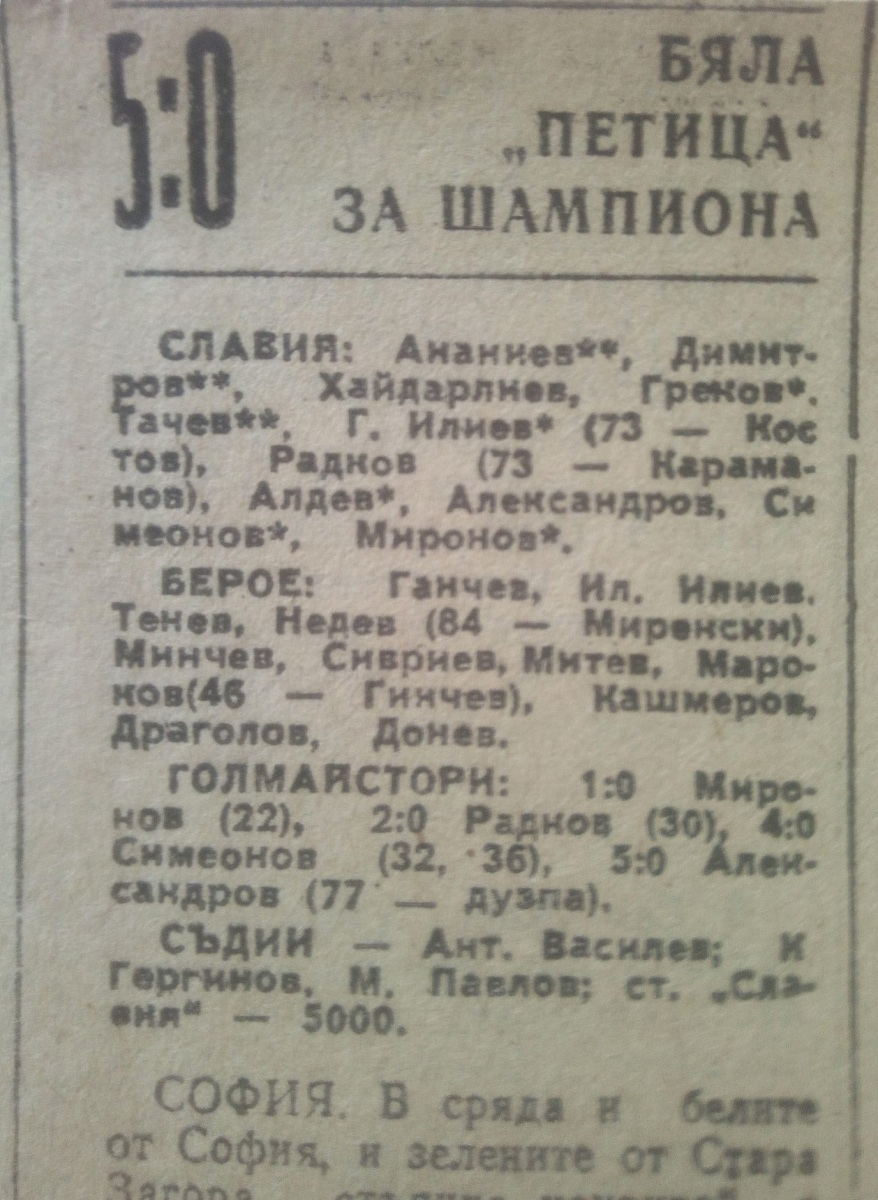 5:0
БЯЛА
„ПЕТИЦА“
ЗА ШАМПИОНА
СЛАВИЯ: Ананиев**, Димит-
ров**, Хайдарлиев, Греков*,
Тачев**, Г. Илиев* (73 — Кос
тов), Радков (73 — Карама-
нов), Алдев*, Александров, Си
меонов*, Миронов*.
БЕРОЕ: Ганчев, Ил. Илиев,
Тенев, Недев (84 — Миренски),
Минчев, Сивриев, Митев, Маро-
ков(46 — Гинчев), Кашмеров,
Драголов, Донев.
ГОЛМАЙСТОРИ: 1:0 Миро-
нов (22), 2:0 Радков (30), 4:0
Симеонов (32, 36), 5:0 Алек-
сандров (77 — дузпа).
СЪДИИ — Ант. Василев; К
Гергинов, М. Павлов; ст. „Сла-
вия“ — 5000.
СОФИЯ. В сряда и белите
от София, и зелените от Стара
Загора